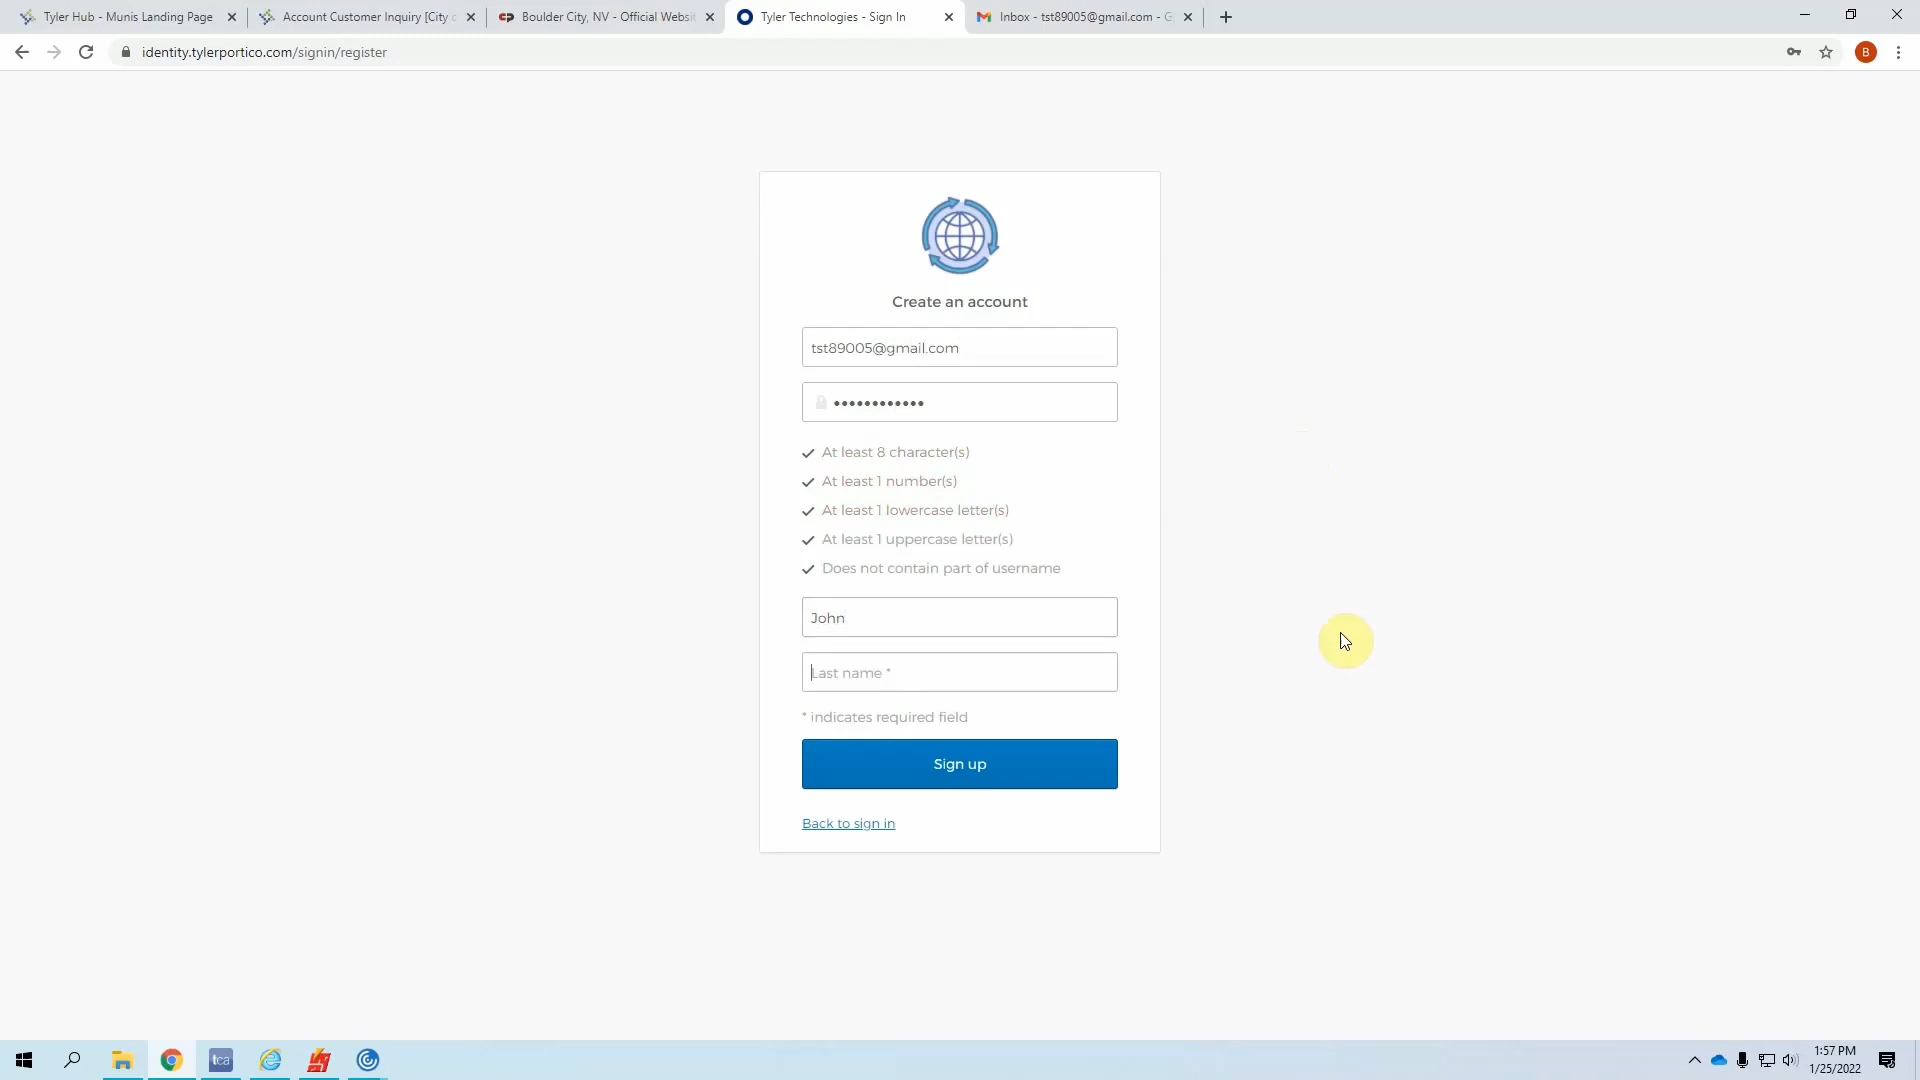 Tyler Hub - Munis Landing Page
Account Customer Inquiry [City
Boulder City, NV - Official Websi
Tyler Technologies - Sign In
Inbox - tst89005@gmail.com - G
identity.tylerportico.com/signin/register
B
Create an account
tst89005@gmail.com
At least 8 character(s)
At least 1 number(s)
At least 1 lowercase letter(s)
At least 1 uppercase letter(s)
Does not contain part of username
John
Last name *
* indicates required field
Sign up
Back to sign in
tca
1:57 PM
1/25/2022